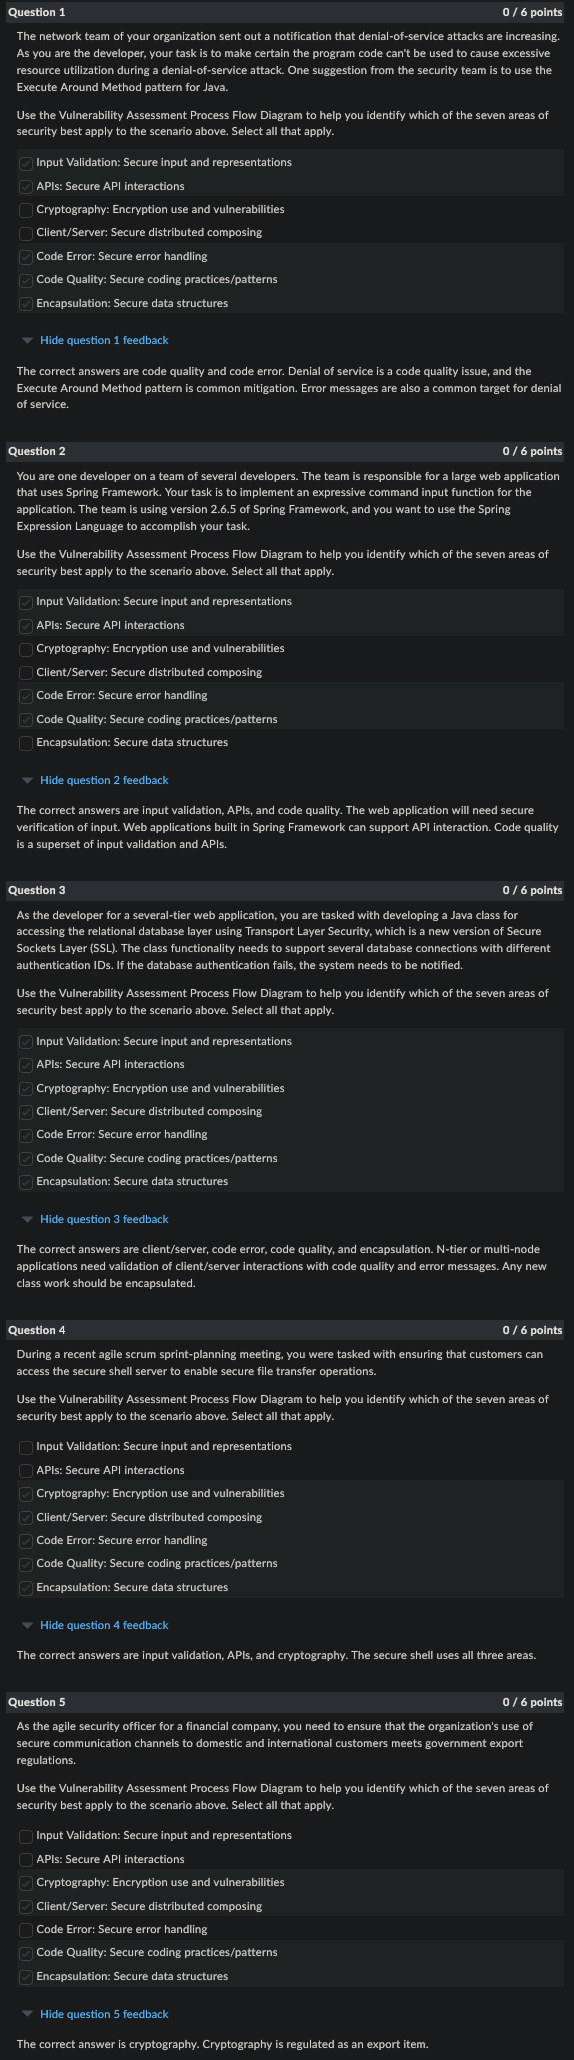 Question 1 0 / 6 points
The network team of your organization sent out a notification that denial-of-service attacks are increasing.
As you are the developer, your task is to make certain the program code can't be used to cause excessive
resource utilization during a denial-of-service attack. One suggestion from the security team is to use the
Execute Around Method pattern for Java.
Use the Vulnerability Assessment Process Flow Diagram to help you identify which of the seven areas of
security best apply to the scenario above. Select all that apply.
Input Validation: Secure input and representations
APIs: Secure API interactions
Cryptography: Encryption use and vulnerabilities
Client/Server: Secure distributed composing
Code Error: Secure error handling
Code Quality: Secure coding practices/patterns
Encapsulation: Secure data structures
Hide question 1 feedback
The correct answers are code quality and code error. Denial of service is a code quality issue, and the
Execute Around Method pattern is common mitigation. Error messages are also a common target for denial
of service.
Question 2 0 / 6 points
You are one developer on a team of several developers. The team is responsible for a large web application
that uses Spring Framework. Your task is to implement an expressive command input function for the
application. The team is using version 2.6.5 of Spring Framework, and you want to use the Spring
Expression Language to accomplish your task.
Use the Vulnerability Assessment Process Flow Diagram to help you identify which of the seven areas of
security best apply to the scenario above. Select all that apply.
Input Validation: Secure input and representations
APIs: Secure API interactions
Cryptography: Encryption use and vulnerabilities
Client/Server: Secure distributed composing
Code Error: Secure error handling
Code Quality: Secure coding practices/patterns
Encapsulation: Secure data structures
Hide question 2 feedback
The correct answers are input validation, APIs, and code quality. The web application will need secure
verification of input. Web applications built in Spring Framework can support API interaction. Code quality
is a superset of input validation and APIs.
Question 3 0 / 6 points
As the developer for a several-tier web application, you are tasked with developing a Java class for
accessing the relational database layer using Transport Layer Security, which is a new version of Secure
Sockets Layer (SSL). The class functionality needs to support several database connections with different
authentication IDs. If the database authentication fails, the system needs to be notified.
Use the Vulnerability Assessment Process Flow Diagram to help you identify which of the seven areas of
security best apply to the scenario above. Select all that apply.
Input Validation: Secure input and representations
APIs: Secure API interactions
Cryptography: Encryption use and vulnerabilities
Client/Server: Secure distributed composing
Code Error: Secure error handling
Code Quality: Secure coding practices/patterns
Encapsulation: Secure data structures
Hide question 3 feedback
The correct answers are client/server, code error, code quality, and encapsulation. N-tier or multi-node
applications need validation of client/server interactions with code quality and error messages. Any new
class work should be encapsulated.
Question 4 0 / 6 points
During a recent agile scrum sprint-planning meeting, you were tasked with ensuring that customers can
access the secure shell server to enable secure file transfer operations.
Use the Vulnerability Assessment Process Flow Diagram to help you identify which of the seven areas of
security best apply to the scenario above. Select all that apply.
Input Validation: Secure input and representations
APIs: Secure API interactions
Cryptography: Encryption use and vulnerabilities
Client/Server: Secure distributed composing
Code Error: Secure error handling
Code Quality: Secure coding practices/patterns
Encapsulation: Secure data structures
Hide question 4 feedback
The correct answers are input validation, APIs, and cryptography. The secure shell uses all three areas.
Question 5 0 / 6 points
As the agile security officer for a financial company, you need to ensure that the organization's use of
secure communication channels to domestic and international customers meets government export
regulations.
Use the Vulnerability Assessment Process Flow Diagram to help you identify which of the seven areas of
security best apply to the scenario above. Select all that apply.
Input Validation: Secure input and representations
APIs: Secure API interactions
Cryptography: Encryption use and vulnerabilities
Client/Server: Secure distributed composing
Code Error: Secure error handling
Code Quality: Secure coding practices/patterns
Encapsulation: Secure data structures
Hide question 5 feedback
The correct answer is cryptography. Cryptography is regulated as an export item.